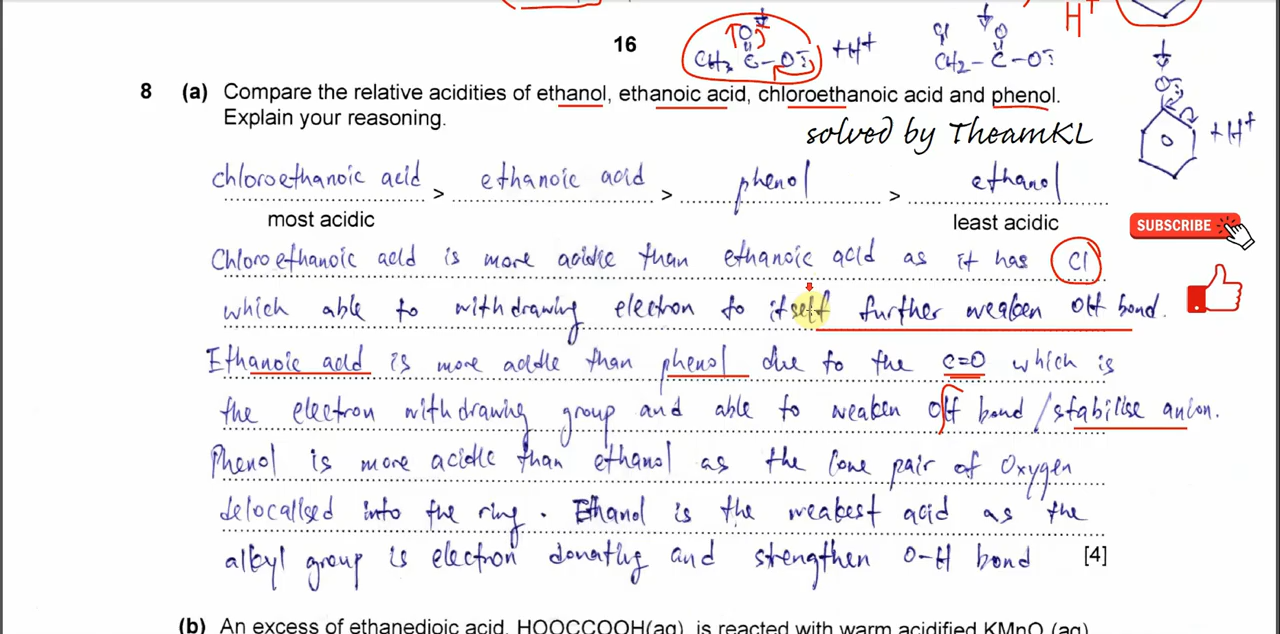 H+
16
CH3 C-O- +H+
Cl O
CH2-C-O-
8 (a) Compare the relative acidities of ethanol, ethanoic acid, chloroethanoic acid and phenol.
Explain your reasoning.
solved by TheamKL
+H+
chloroethanoic acid > ethanoic acid > phenol > ethanol
most acidic least acidic
SUBSCRIBE
Chloroethanoic acid is more acidic than ethanoic acid as it has Cl
which able to withdrawing electron to itself further weaken OH bond.
Ethanoic acid is more acidic than phenol due to the C=O which is
the electron withdrawing group and able to weaken OH bond/stabilise anion.
Phenol is more acidic than ethanol as the lone pair of oxygen
delocalised into the ring. Ethanol is the weakest acid as the
alkyl group is electron donating and strengthen O-H bond [4]
(b) An excess of ethanedioic acid, HOOCCOOH(aq), is reacted with warm acidified KMnO (aq)